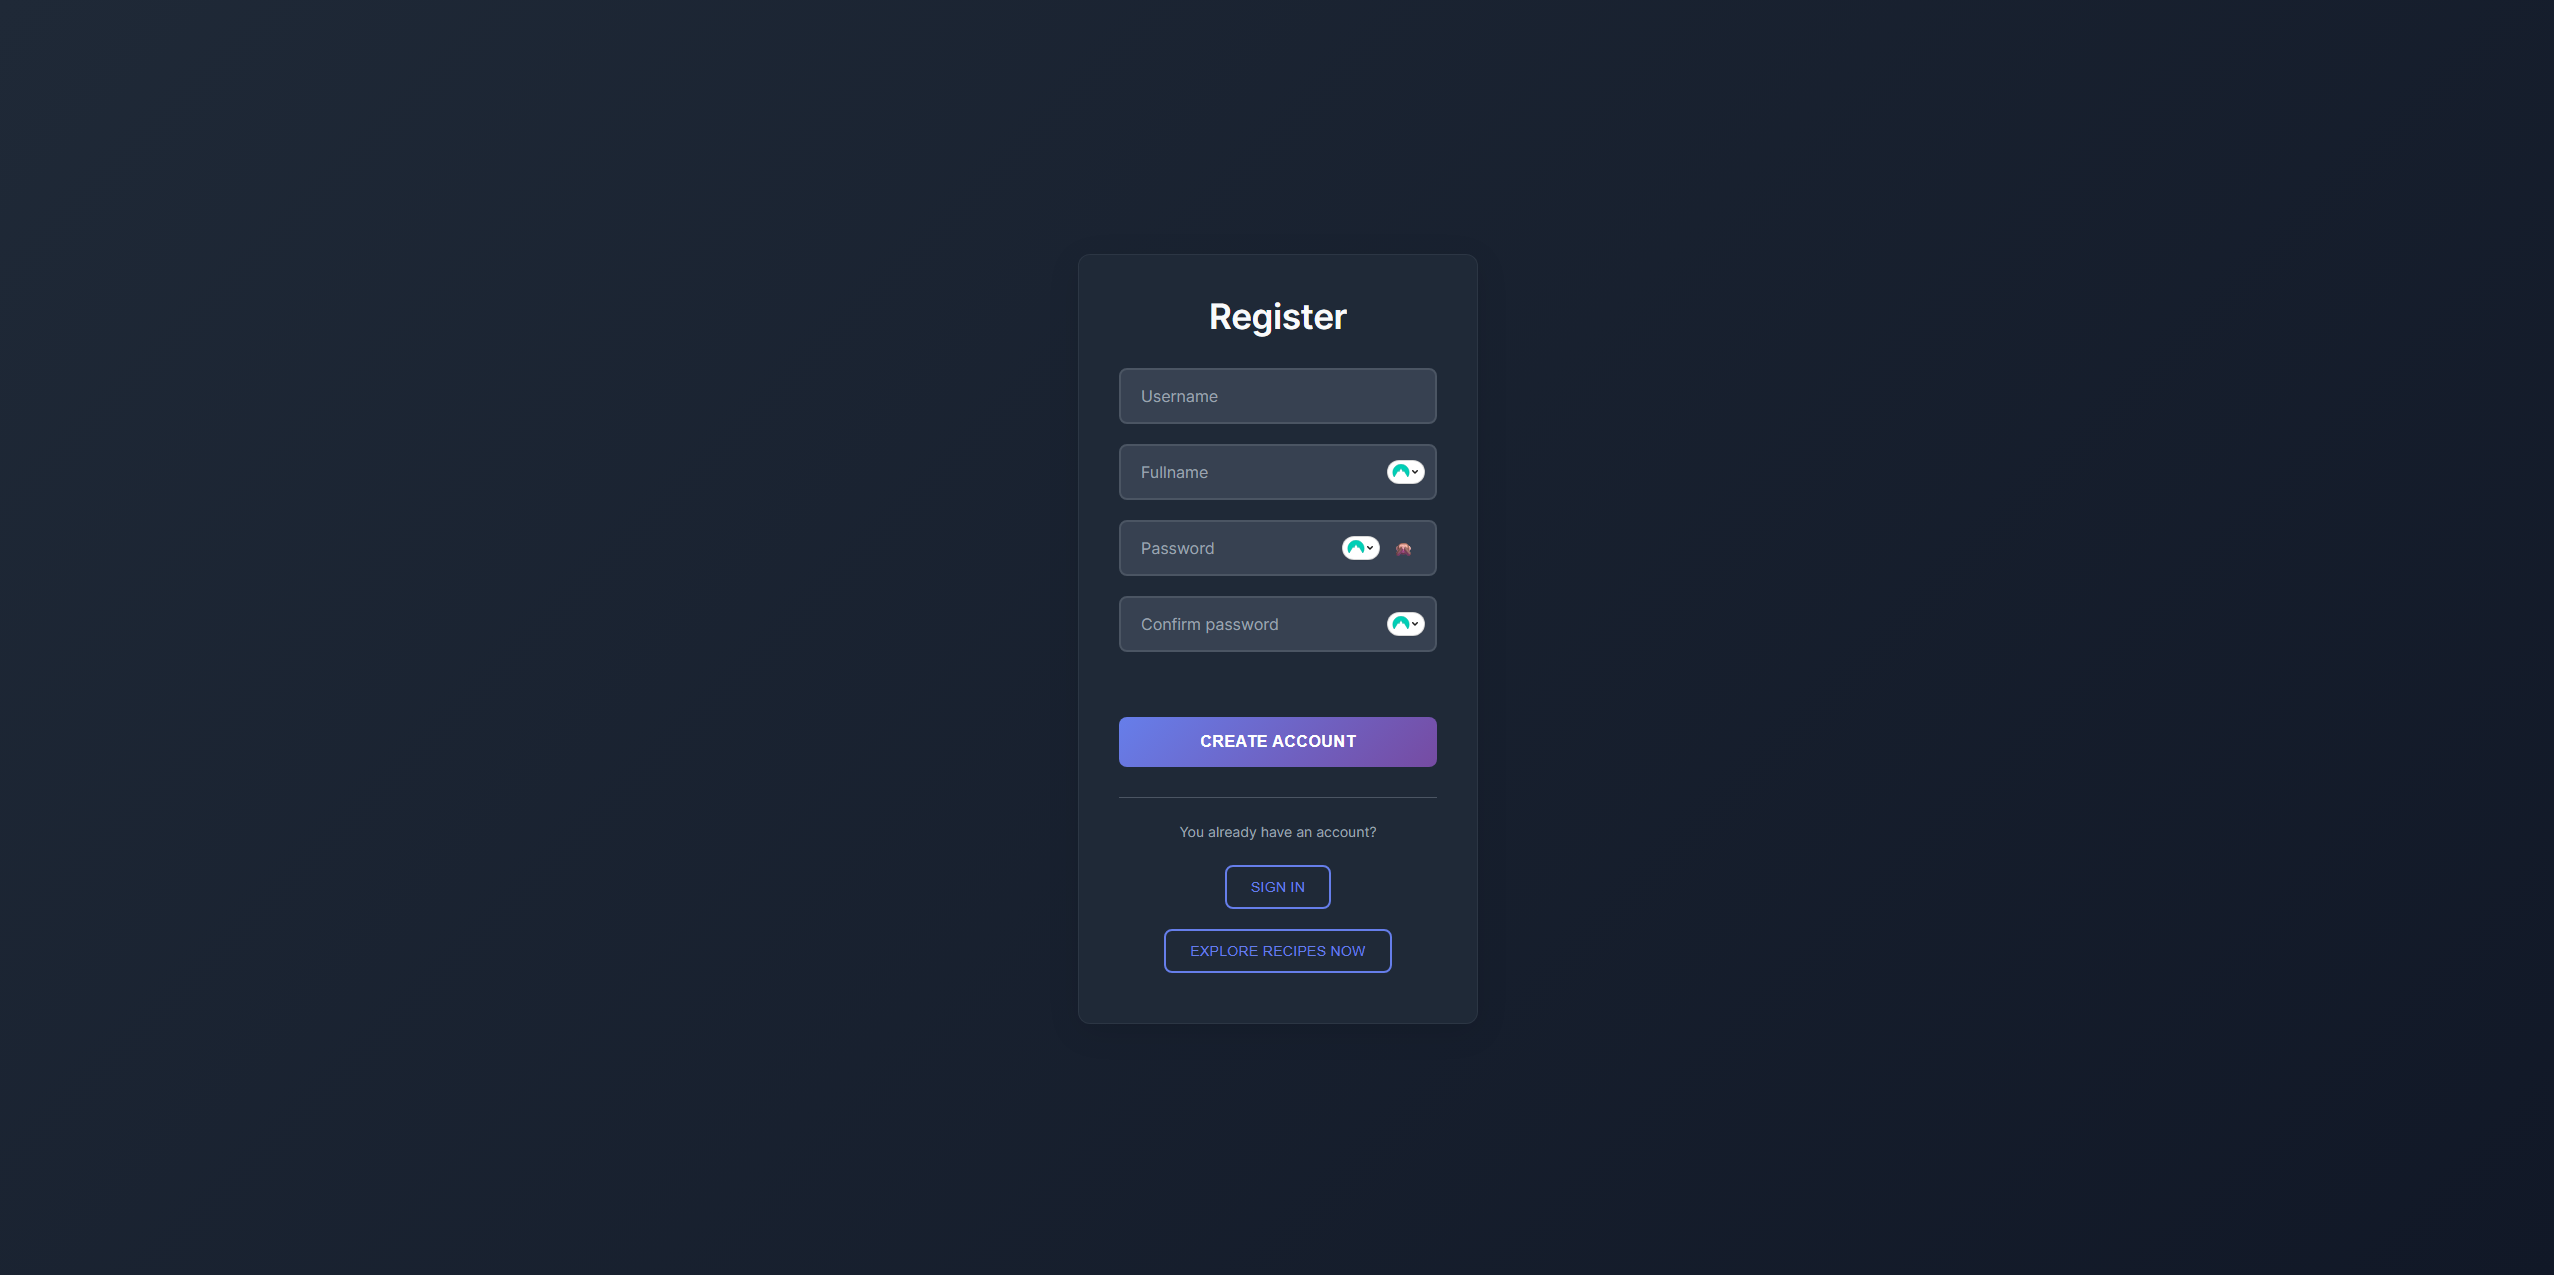 Register
Username
Fullname
Password
Confirm password
CREATE ACCOUNT
You already have an account?
SIGN IN
EXPLORE RECIPES NOW